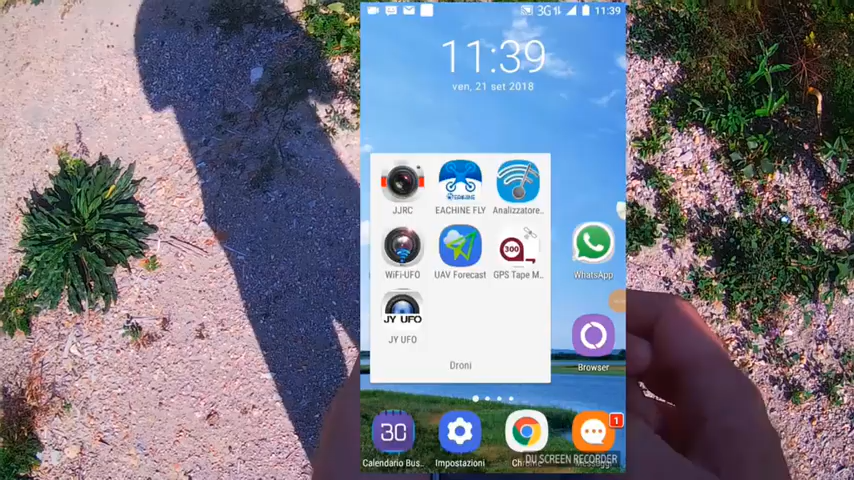 3G 11:39
11:39
ven, 21 set 2018
JJRC
EACHINE FLY
Analizzatore..
WiFi-UFO
UAV Forecast
300
GPS Tape M..
JY UFO
JY UFO
Droni
WhatsApp
Browser
30
1
Calendario Bus..
Impostazioni
DU SCREEN RECORDER